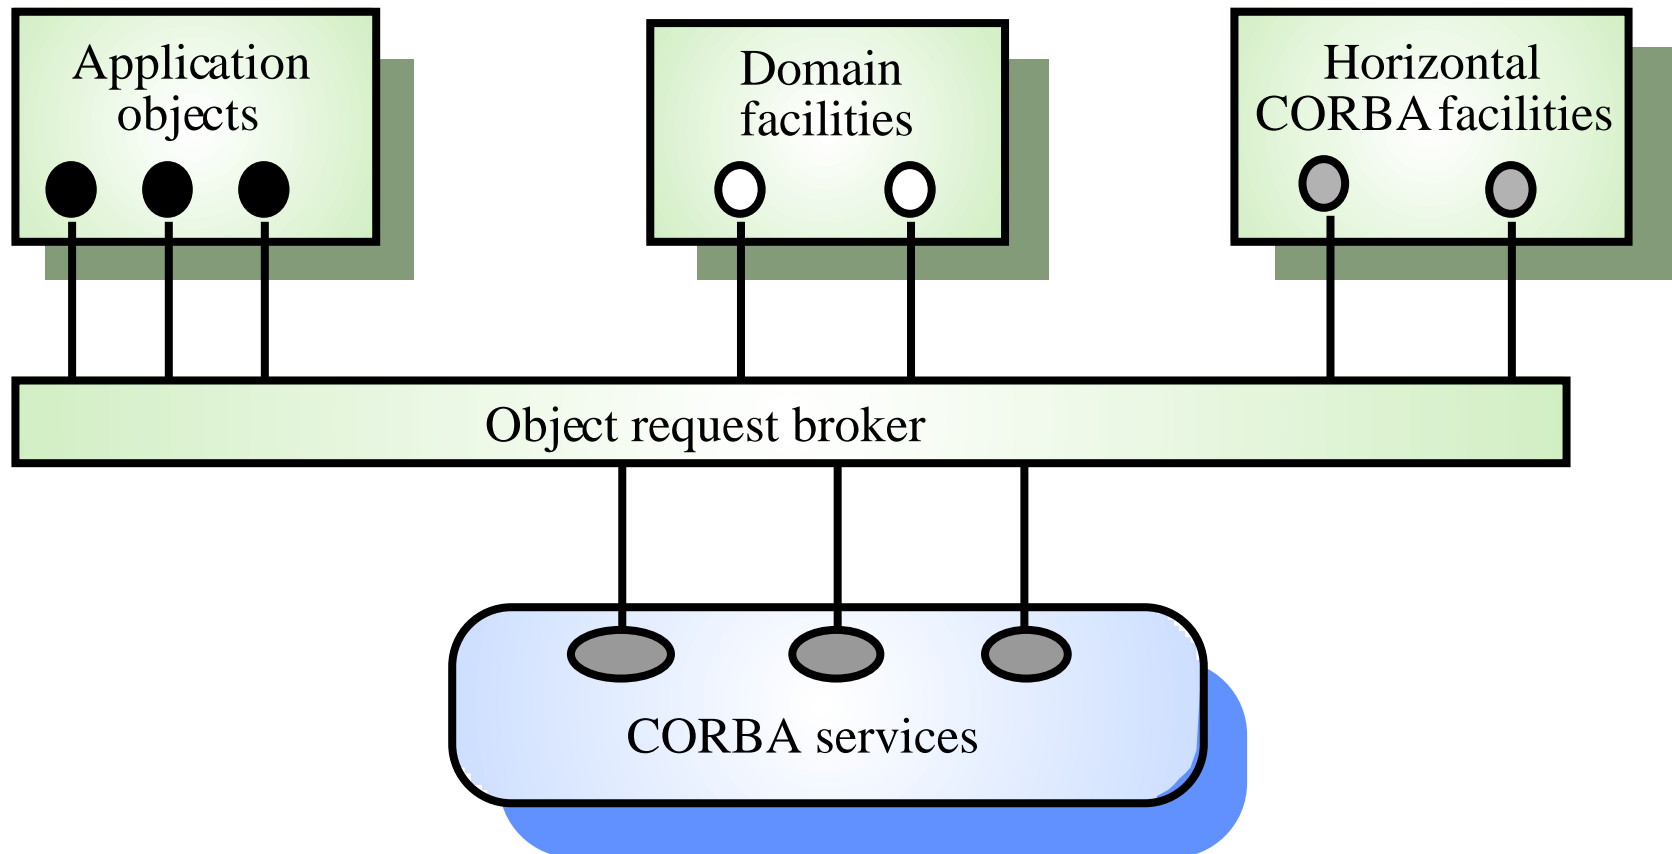 Application
objects
Domain
facilities
Horizontal
CORBA facilities
Object request broker
CORBA services